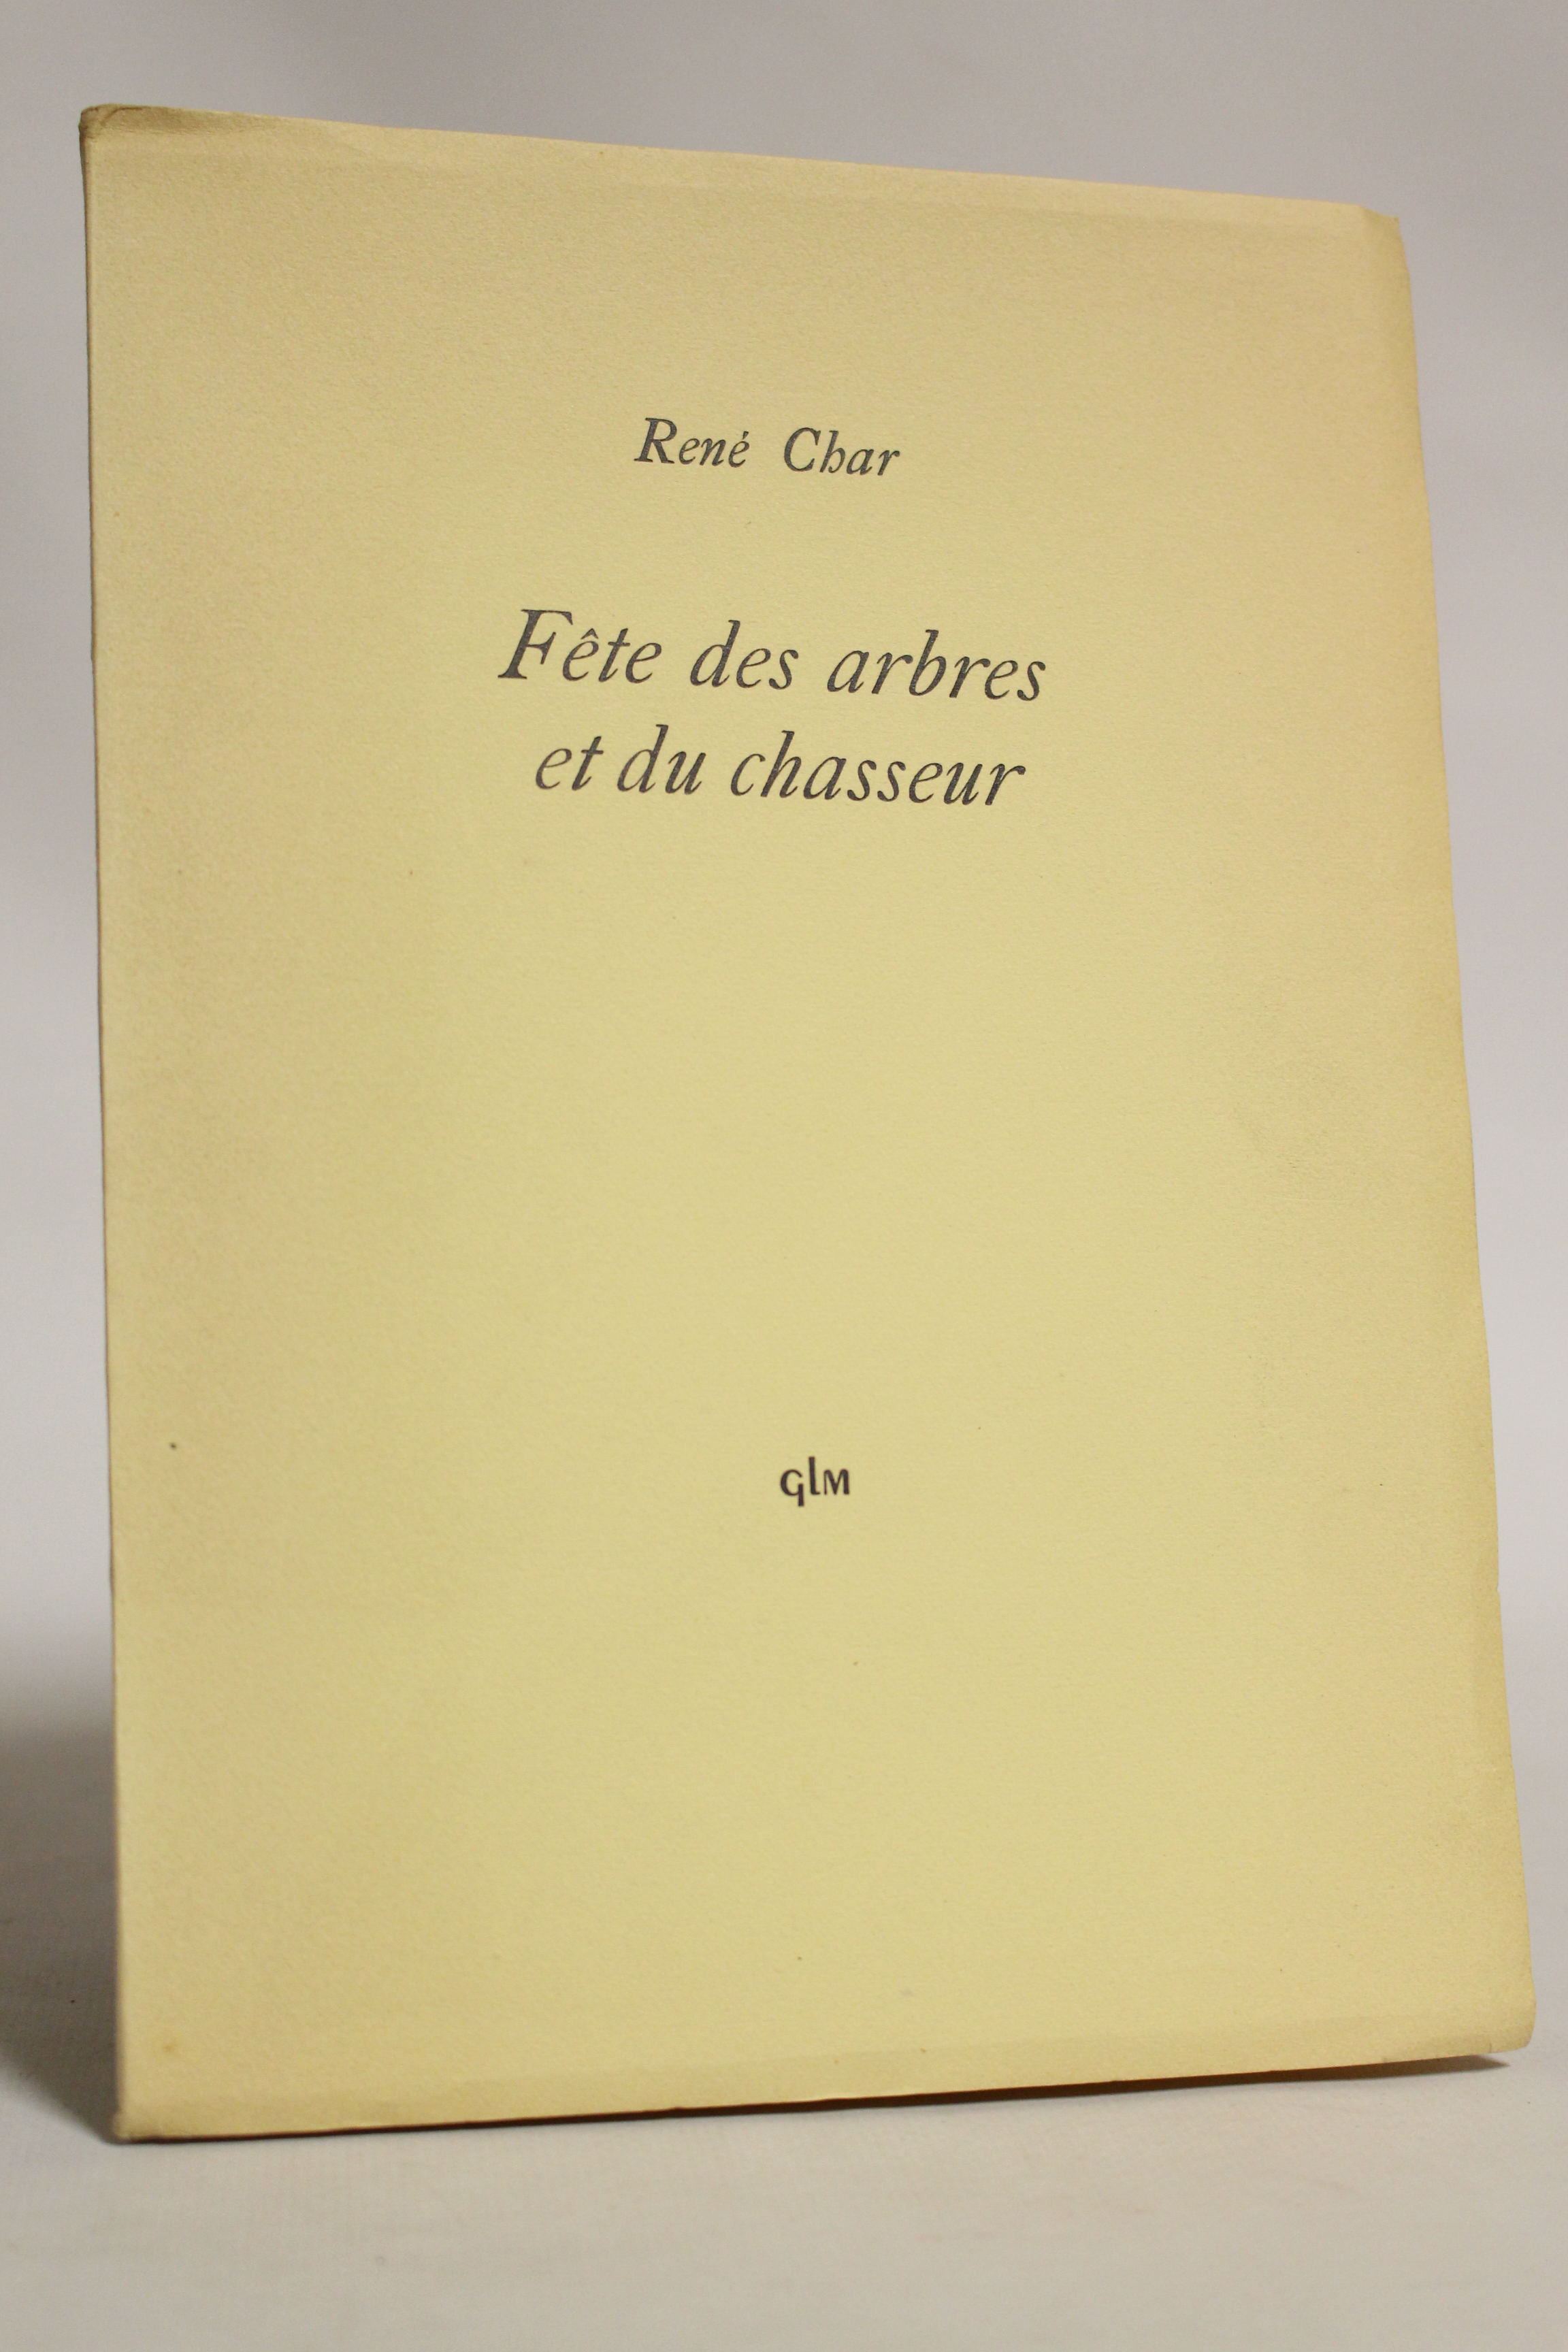 René Char
Fête des arbres
et du chasseur
GLM